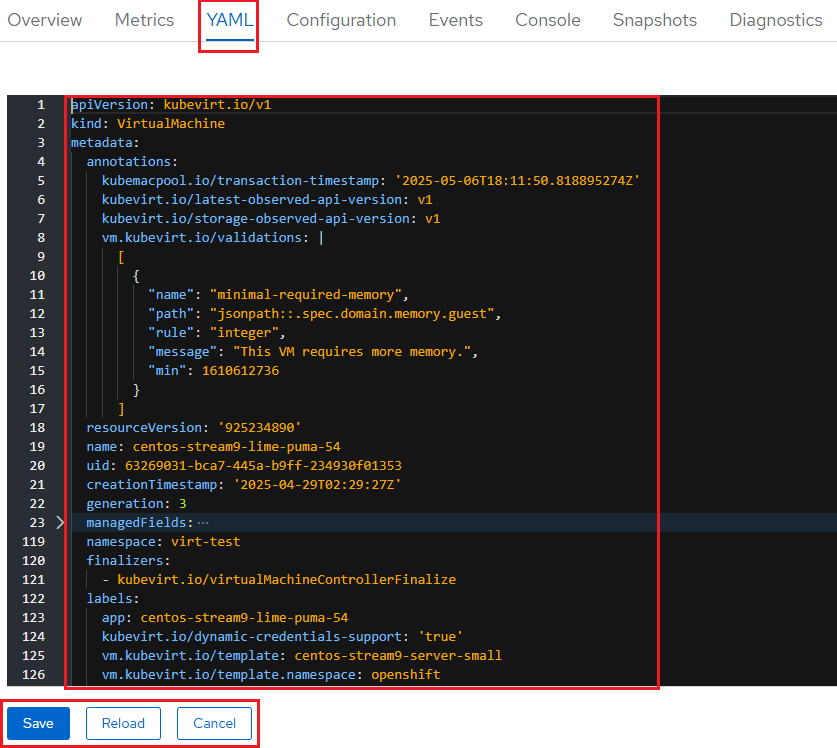 Overview Metrics YAML Configuration Events Console Snapshots Diagnostics
1 apiVersion: kubevirt.io/v1
2 kind: VirtualMachine
3 metadata:
4   annotations:
5     kubemacpool.io/transaction-timestamp: '2025-05-06T18:11:50.818895274Z'
6     kubevirt.io/latest-observed-api-version: v1
7     kubevirt.io/storage-observed-api-version: v1
8     vm.kubevirt.io/validations: |
9       [
10         {
11           "name": "minimal-required-memory",
12           "path": "jsonpath::.spec.domain.memory.guest",
13           "rule": "integer",
14           "message": "This VM requires more memory.",
15           "min": 1610612736
16         }
17       ]
18   resourceVersion: '925234890'
19   name: centos-stream9-lime-puma-54
20   uid: 63269031-bca7-445a-b9ff-234930f01353
21   creationTimestamp: '2025-04-29T02:29:27Z'
22   generation: 3
23   managedFields: ···
119   namespace: virt-test
120   finalizers:
121     - kubevirt.io/virtualMachineControllerFinalize
122   labels:
123     app: centos-stream9-lime-puma-54
124     kubevirt.io/dynamic-credentials-support: 'true'
125     vm.kubevirt.io/template: centos-stream9-server-small
126     vm.kubevirt.io/template.namespace: openshift
Save Reload Cancel